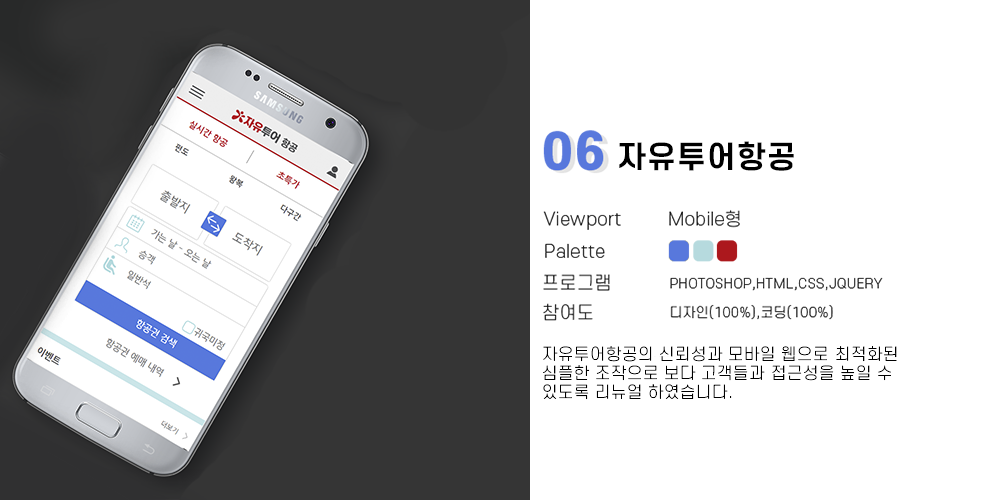 SAMSUNG
자유투어 항공
실시간 항공
초특가
편도
왕복
다구간
출발지
도착지
가는 날 - 오는 날
승객
일반석
귀국미정
항공권 검색
항공권 예매 내역
이벤트
더보기
06 자유투어항공
Viewport Mobile형
Palette
프로그램 PHOTOSHOP,HTML,CSS,JQUERY
참여도 디자인(100%),코딩(100%)
자유투어항공의 신뢰성과 모바일 웹으로 최적화된
심플한 조작으로 보다 고객들과 접근성을 높일 수
있도록 리뉴얼 하였습니다.